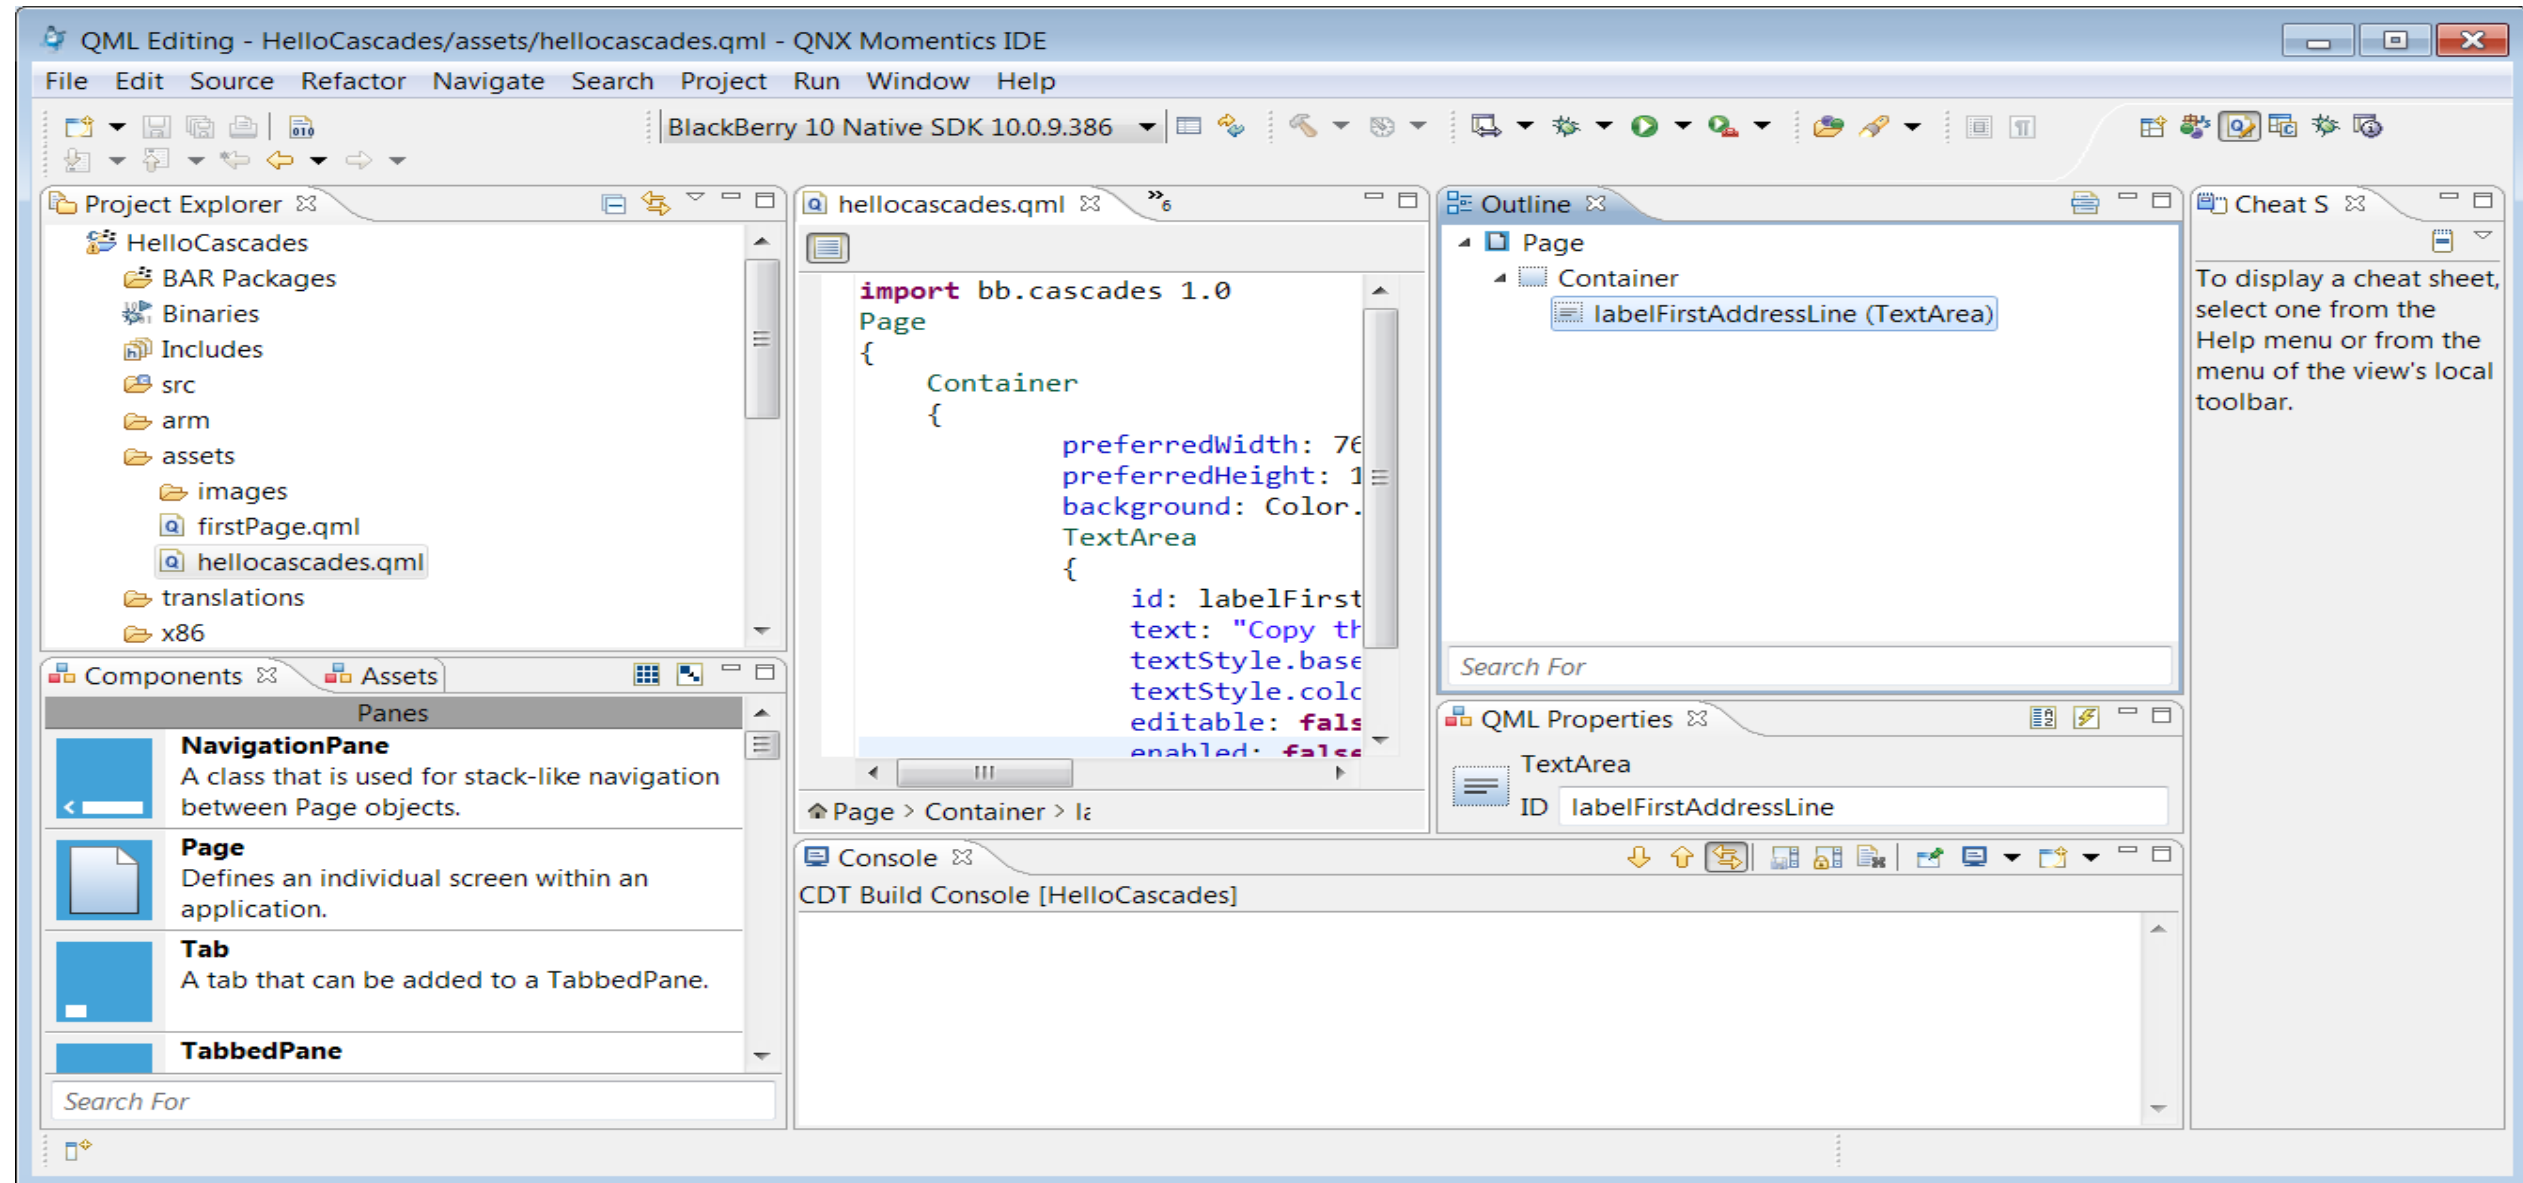 QML Editing - HelloCascades/assets/hellocascades.qml - QNX Momentics IDE
File Edit Source Refactor Navigate Search Project Run Window Help
BlackBerry 10 Native SDK 10.0.9.386
Project Explorer
HelloCascades
BAR Packages
Binaries
Includes
src
arm
assets
images
firstPage.qml
hellocascades.qml
translations
x86
Components Assets
Panes
NavigationPane
A class that is used for stack-like navigation
between Page objects.
Page
Defines an individual screen within an
application.
Tab
A tab that can be added to a TabbedPane.
TabbedPane
Search For
hellocascades.qml »6
import bb.cascades 1.0
Page
{
Container
{
preferredWidth: 76
preferredHeight: 1
background: Color.
TextArea
{
id: labelFirst
text: "Copy th
textStyle.base
textStyle.colo
editable: fals
enabled: false
Page > Container > la
Outline
Page
Container
labelFirstAddressLine (TextArea)
Search For
QML Properties
TextArea
ID labelFirstAddressLine
Console
CDT Build Console [HelloCascades]
Cheat S
To display a cheat sheet,
select one from the
Help menu or from the
menu of the view's local
toolbar.